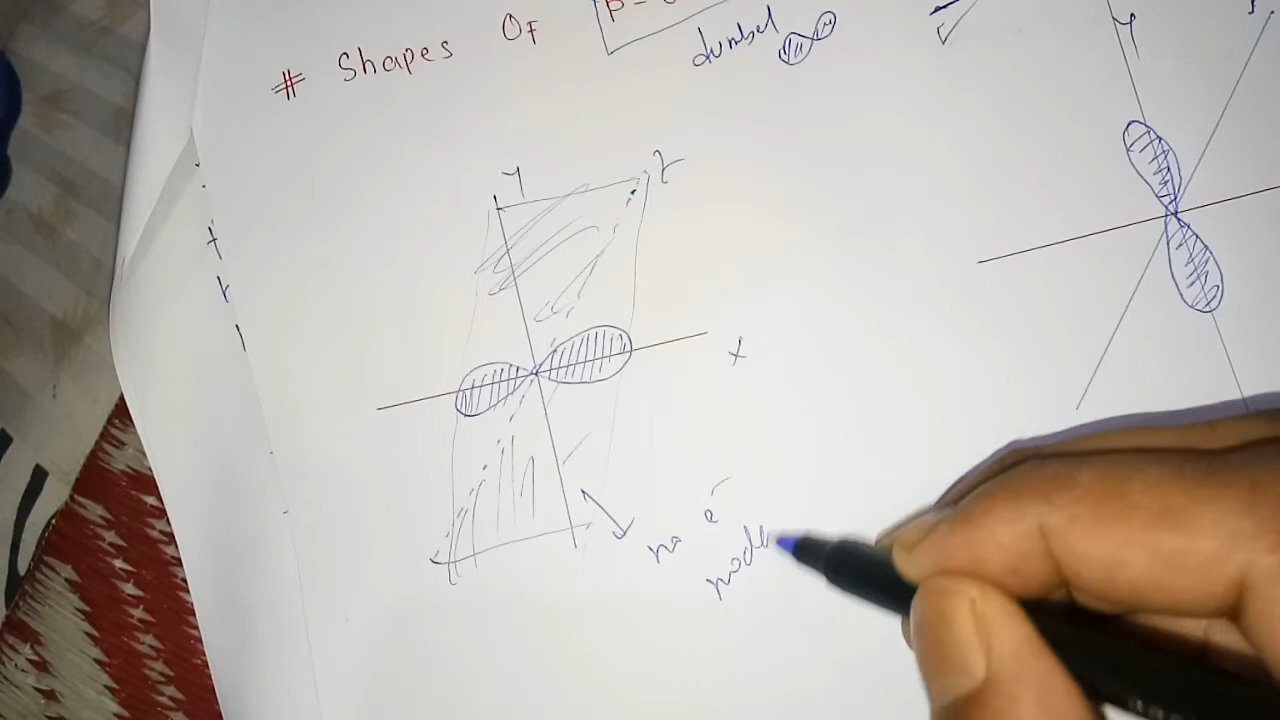 # Shapes Of
dumbel
Y
Z
X
no e-
node
Y